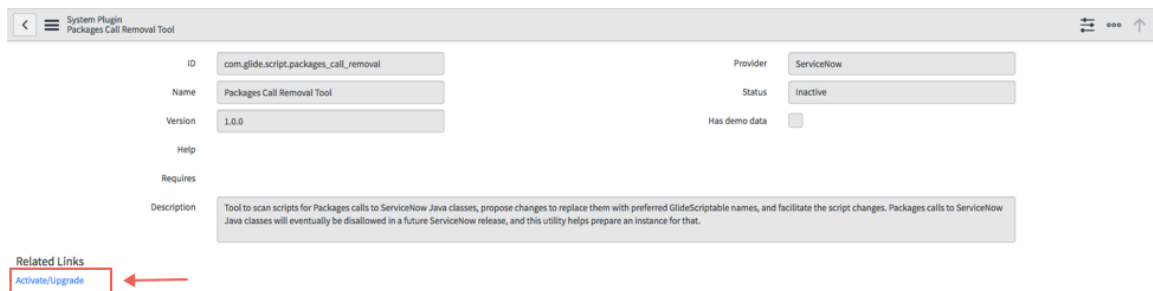 System Plugin
Packages Call Removal Tool
ID com.glide.script.packages_call_removal Provider ServiceNow
Name Packages Call Removal Tool Status Inactive
Version 1.0.0 Has demo data
Help
Requires
Description Tool to scan scripts for Packages calls to ServiceNow Java classes, propose changes to replace them with preferred GlideScriptable names, and facilitate the script changes. Packages calls to ServiceNow
Java classes will eventually be disallowed in a future ServiceNow release, and this utility helps prepare an instance for that.
Related Links
Activate/Upgrade